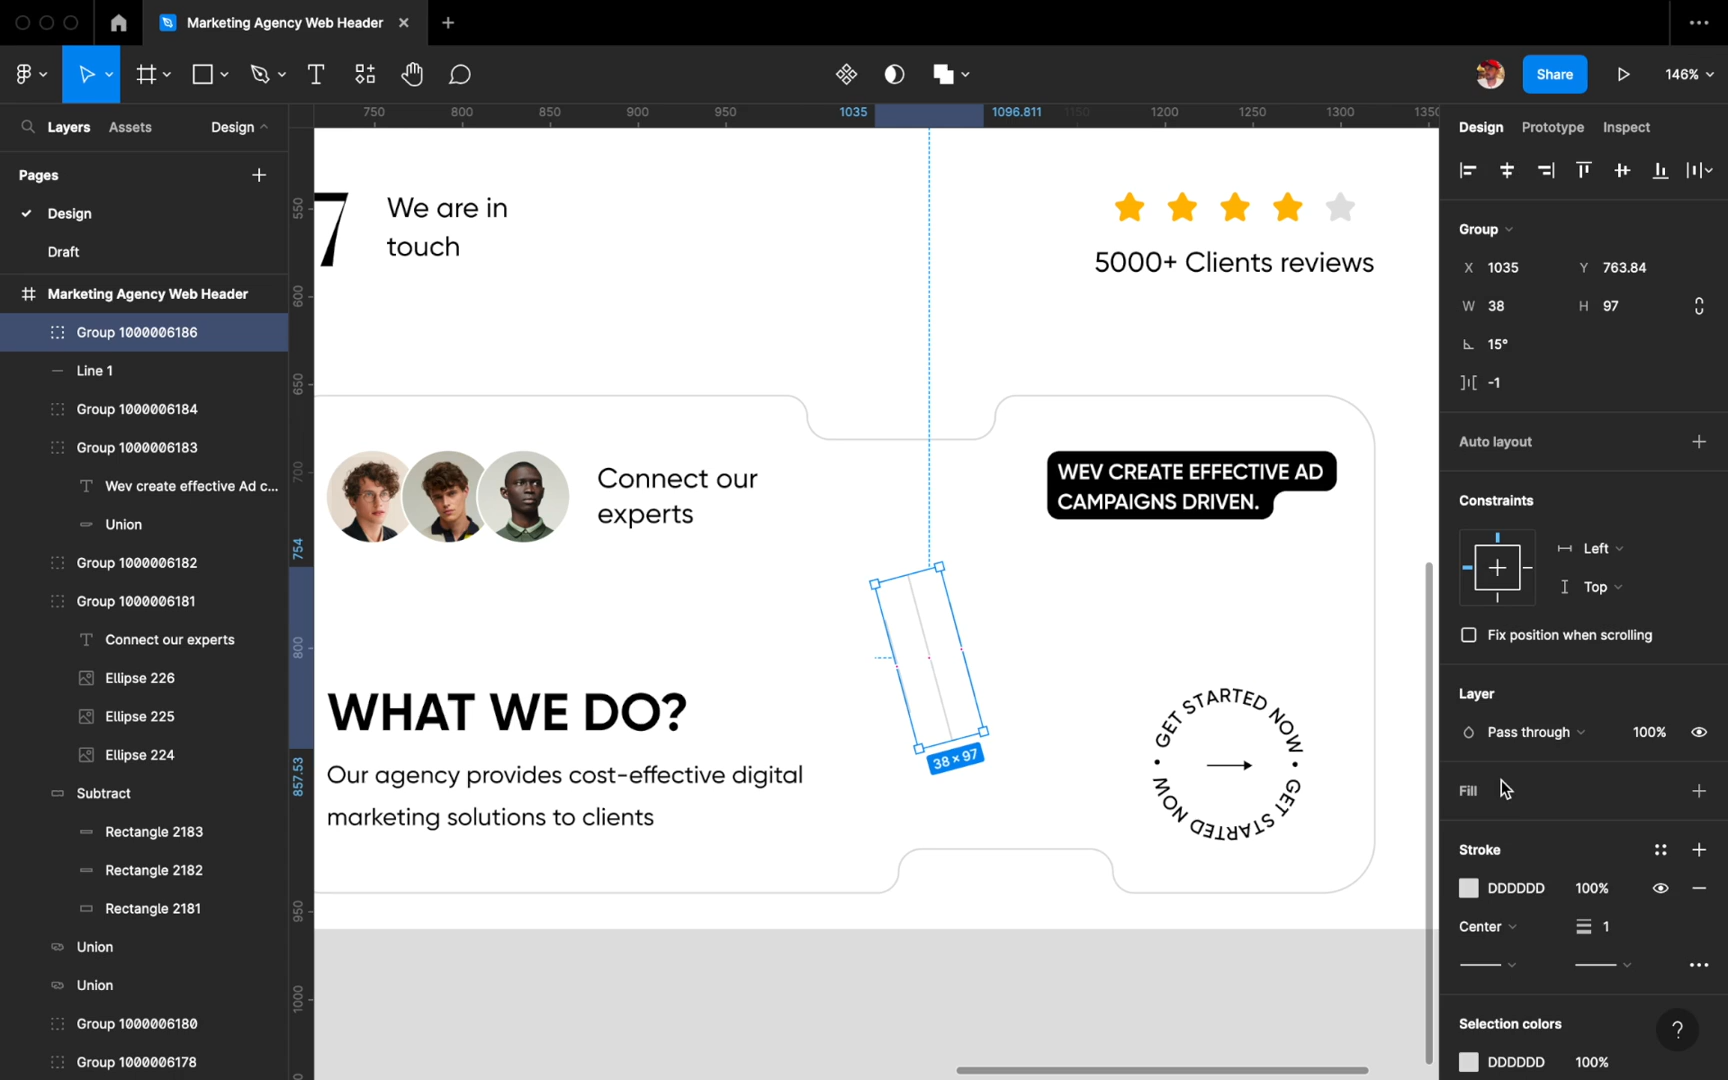 Marketing Agency Web Header
Share
146%
Layers
Assets
Design
Pages
Design
Draft
Marketing Agency Web Header
Group 1000006186
Line 1
Group 1000006184
Group 1000006183
Wev create effective Ad c...
Union
Group 1000006182
Group 1000006181
Connect our experts
Ellipse 226
Ellipse 225
Ellipse 224
Subtract
Rectangle 2183
Rectangle 2182
Rectangle 2181
Union
Union
Group 1000006180
Group 1000006178
750
800
850
900
950
1035
1096.811
1150
1200
1250
1300
1350
550
600
650
700
754
800
857.53
950
1000
7
We are in
touch
5000+ Clients reviews
Connect our
experts
WEV CREATE EFFECTIVE AD
CAMPAIGNS DRIVEN.
38 × 97
WHAT WE DO?
Our agency provides cost-effective digital
marketing solutions to clients
GET STARTED NOW • GET STARTED NOW •
Design
Prototype
Inspect
Group
X 1035
Y 763.84
W 38
H 97
15°
-1
Auto layout
Constraints
Left
Top
Fix position when scrolling
Layer
Pass through
100%
Fill
Stroke
DDDDDD
100%
Center
1
Selection colors
DDDDDD
100%
?